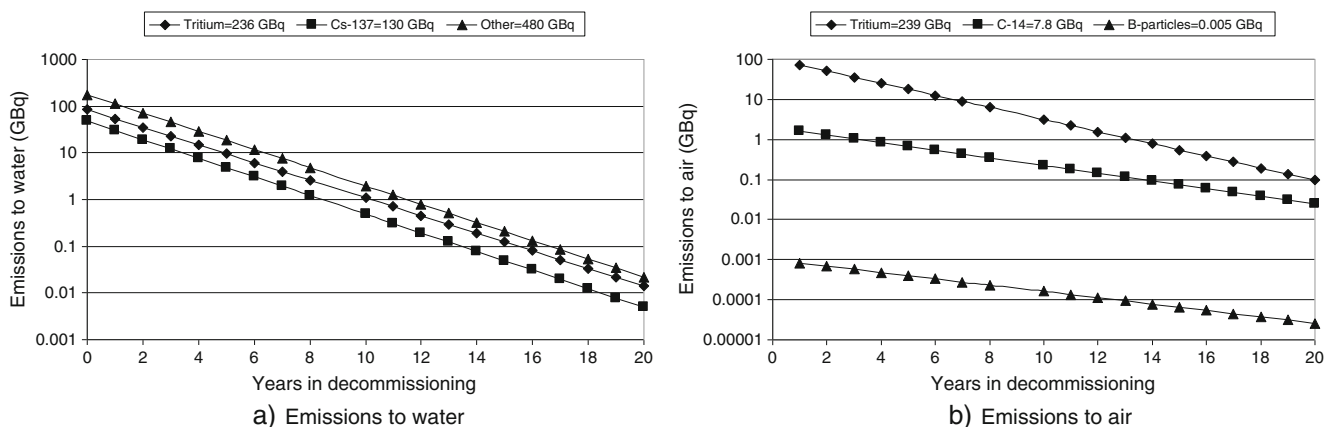 Tritium=236 GBq Cs-137=130 GBq Other=480 GBq
Emissions to water (GBq)
1000
100
10
1
0.1
0.01
0.001
0 2 4 6 8 10 12 14 16 18 20
Years in decommissioning
a) Emissions to water
Tritium=239 GBq C-14=7.8 GBq B-particles=0.005 GBq
Emissions to air (GBq)
100
10
1
0.1
0.01
0.001
0.0001
0.00001
0 2 4 6 8 10 12 14 16 18 20
Years in decommissioning
b) Emissions to air